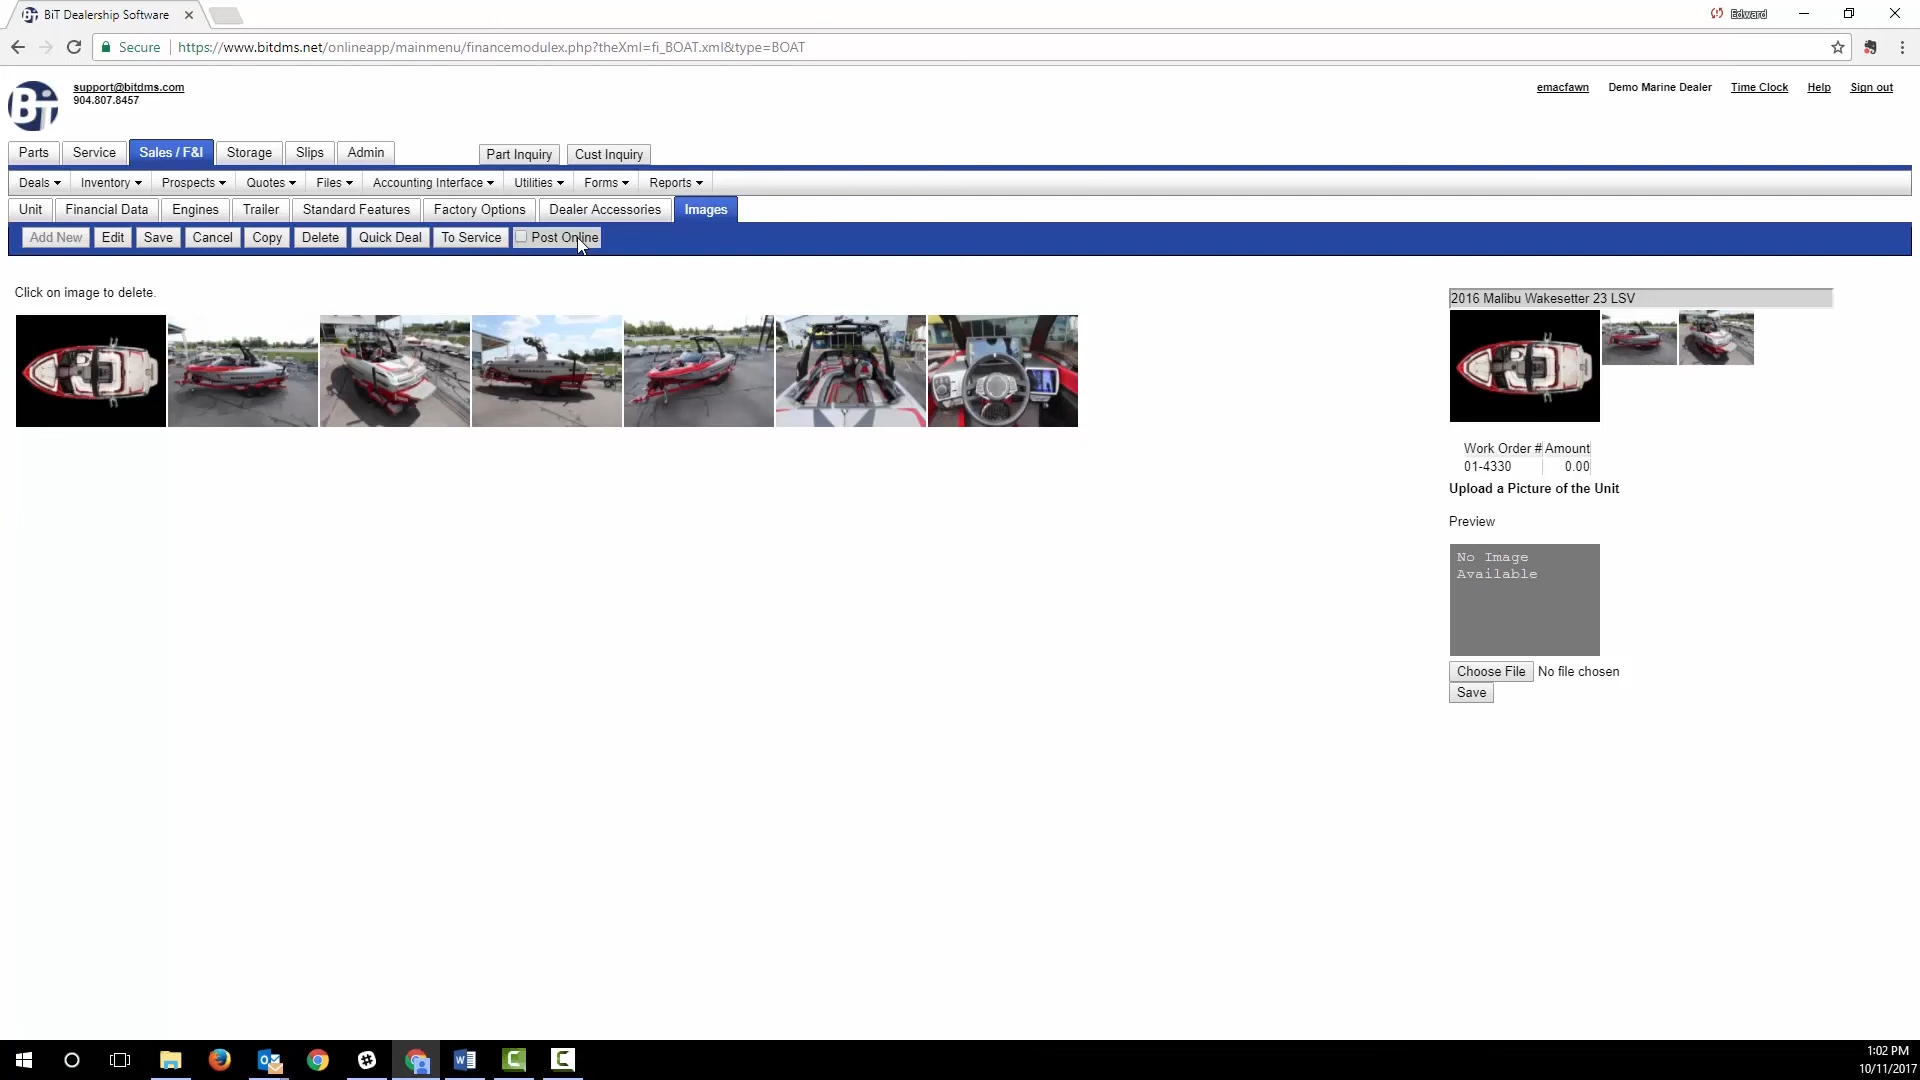 BiT Dealership Software
Edward
Secure
https://www.bitdms.net/onlineapp/mainmenu/financemodulex.php?theXml=fi_BOAT.xml&type=BOAT
BiT
support@bitdms.com
904.807.8457
emacfawn Demo Marine Dealer Time Clock Help Sign out
Parts Service Sales / F&I Storage Slips Admin Part Inquiry Cust Inquiry
Deals Inventory Prospects Quotes Files Accounting Interface Utilities Forms Reports
Unit Financial Data Engines Trailer Standard Features Factory Options Dealer Accessories Images
Add New Edit Save Cancel Copy Delete Quick Deal To Service Post Online
Click on image to delete.
2016 Malibu Wakesetter 23 LSV
Work Order # Amount
01-4330 0.00
Upload a Picture of the Unit
Preview
No Image
Available
Choose File No file chosen
Save
1:02 PM
10/11/2017